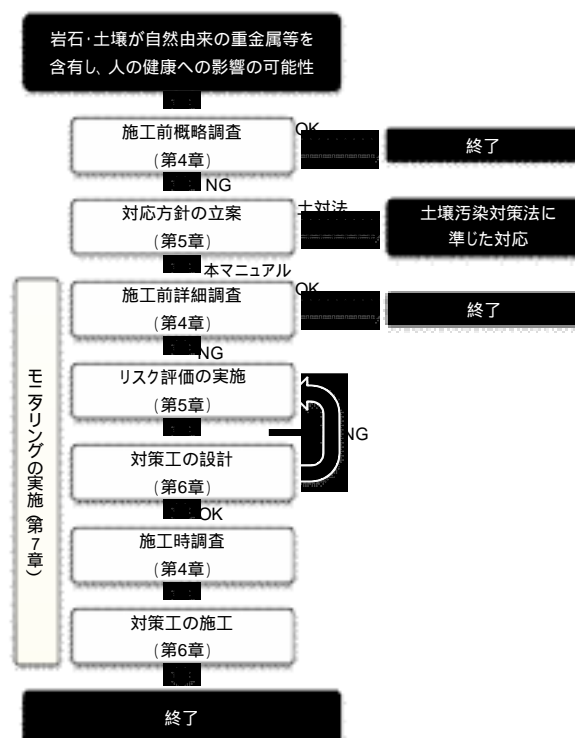 岩石･土壌が自然由来の重金属等を
含有し、人の健康への影響の可能性
施工前概略調査
(第4章)
OK
終了
NG
対応方針の立案
(第5章)
土対法
土壌汚染対策法に
準じた対応
本マニュアル
施工前詳細調査
(第4章)
OK
終了
NG
リスク評価の実施
(第5章)
NG
対策工の設計
(第6章)
OK
施工時調査
(第4章)
対策工の施工
(第6章)
モニタリングの実施(第7章)
終了